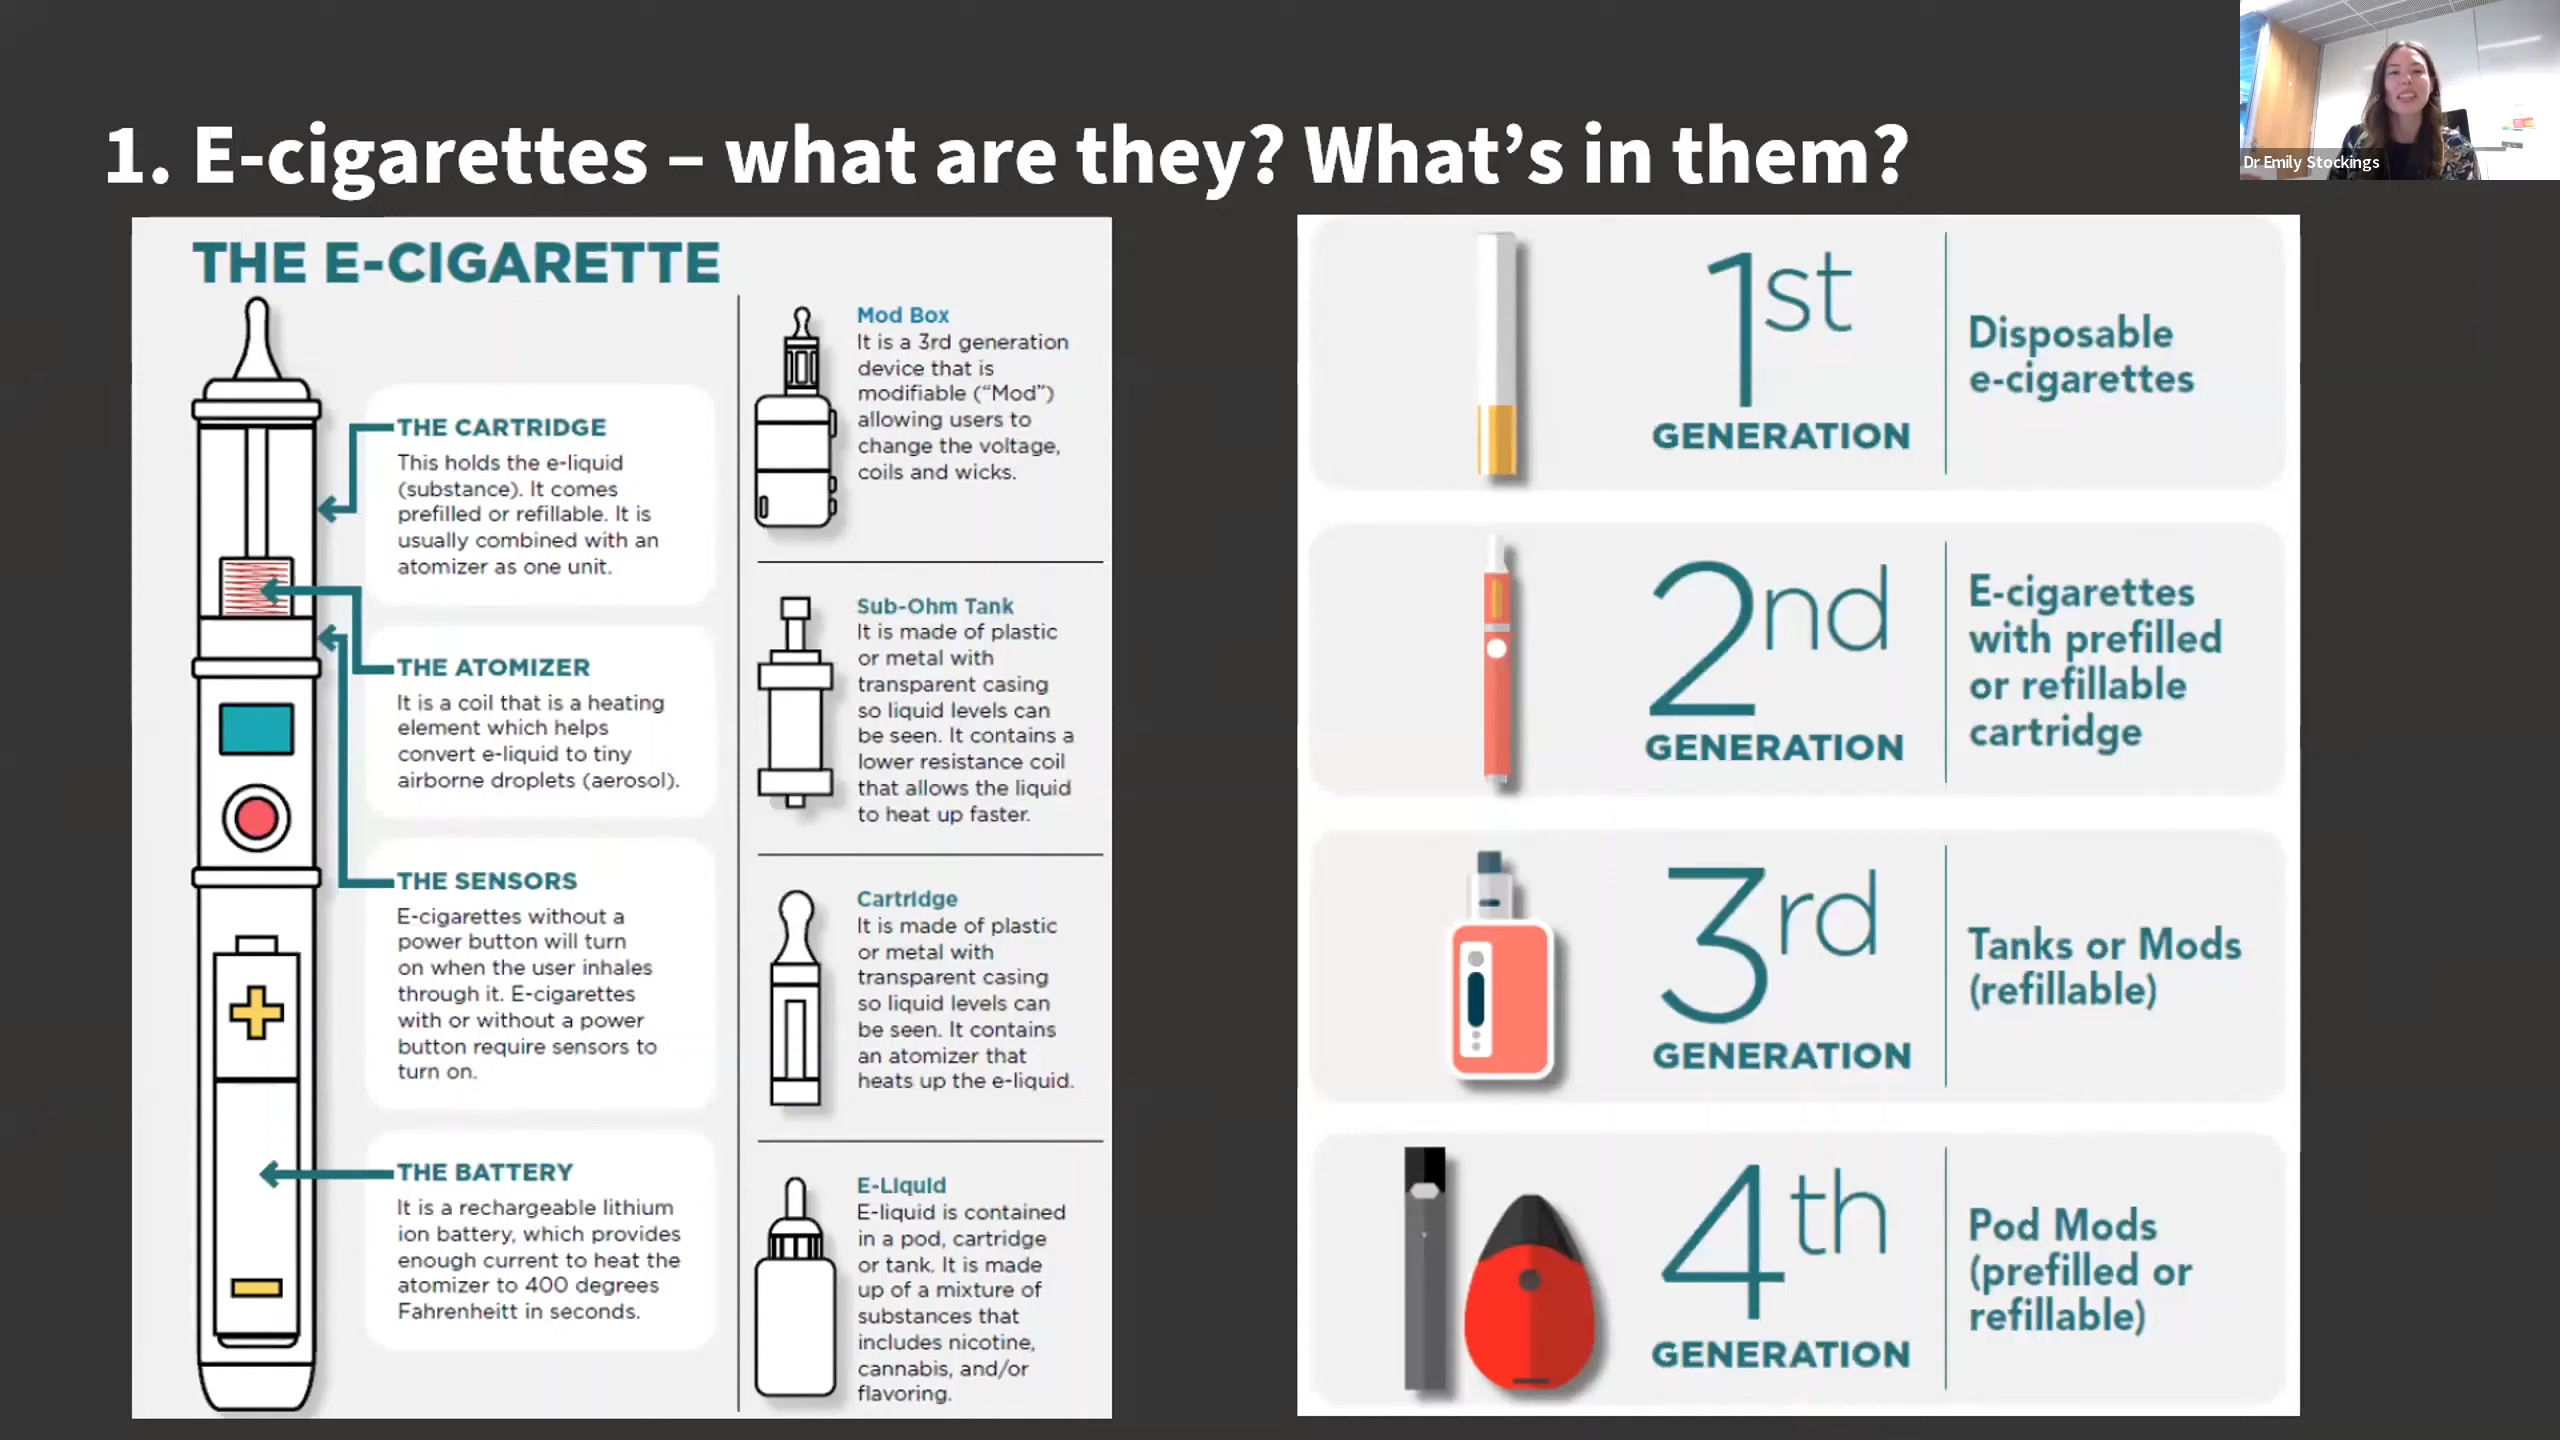 1. E-cigarettes – what are they? What's in them?
Dr Emily Stockings
THE E-CIGARETTE
THE CARTRIDGE
This holds the e-liquid
(substance). It comes
prefilled or refillable. It is
usually combined with an
atomizer as one unit.
THE ATOMIZER
It is a coil that is a heating
element which helps
convert e-liquid to tiny
airborne droplets (aerosol).
THE SENSORS
E-cigarettes without a
power button will turn
on when the user inhales
through it. E-cigarettes
with or without a power
button require sensors to
turn on.
THE BATTERY
It is a rechargeable lithium
ion battery, which provides
enough current to heat the
atomizer to 400 degrees
Fahrenheitt in seconds.
Mod Box
It is a 3rd generation
device that is
modifiable (“Mod”)
allowing users to
change the voltage,
coils and wicks.
Sub-Ohm Tank
It is made of plastic
or metal with
transparent casing
so liquid levels can
be seen. It contains a
lower resistance coil
that allows the liquid
to heat up faster.
Cartridge
It is made of plastic
or metal with
transparent casing
so liquid levels can
be seen. It contains
an atomizer that
heats up the e-liquid.
E-Liquid
E-liquid is contained
in a pod, cartridge
or tank. It is made
up of a mixture of
substances that
includes nicotine,
cannabis, and/or
flavoring.
1st
GENERATION
Disposable
e-cigarettes
2nd
GENERATION
E-cigarettes
with prefilled
or refillable
cartridge
3rd
GENERATION
Tanks or Mods
(refillable)
4th
GENERATION
Pod Mods
(prefilled or
refillable)